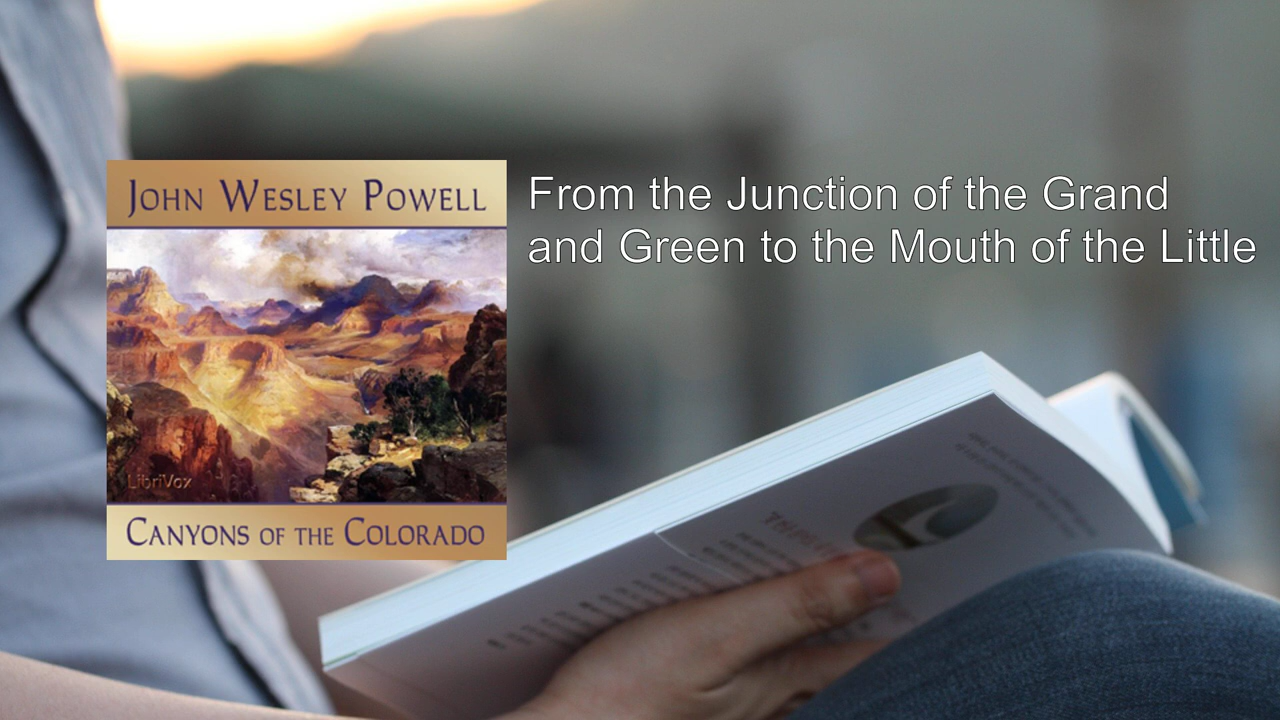 John Wesley Powell
LibriVox
Canyons of the Colorado
From the Junction of the Grand
and Green to the Mouth of the Little